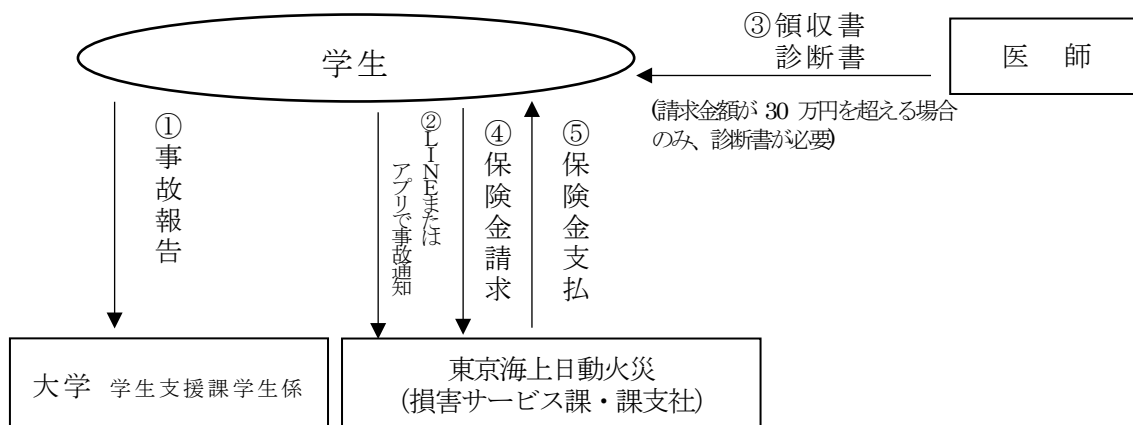 学生
③領収書
診断書
医　師
(請求金額が 30 万円を超える場合
のみ、診断書が必要)
①事故報告
②LINEまたは
アプリで事故通知
④保険金請求
⑤保険金支払
大学 学生支援課学生係
東京海上日動火災
(損害サービス課・課支社)